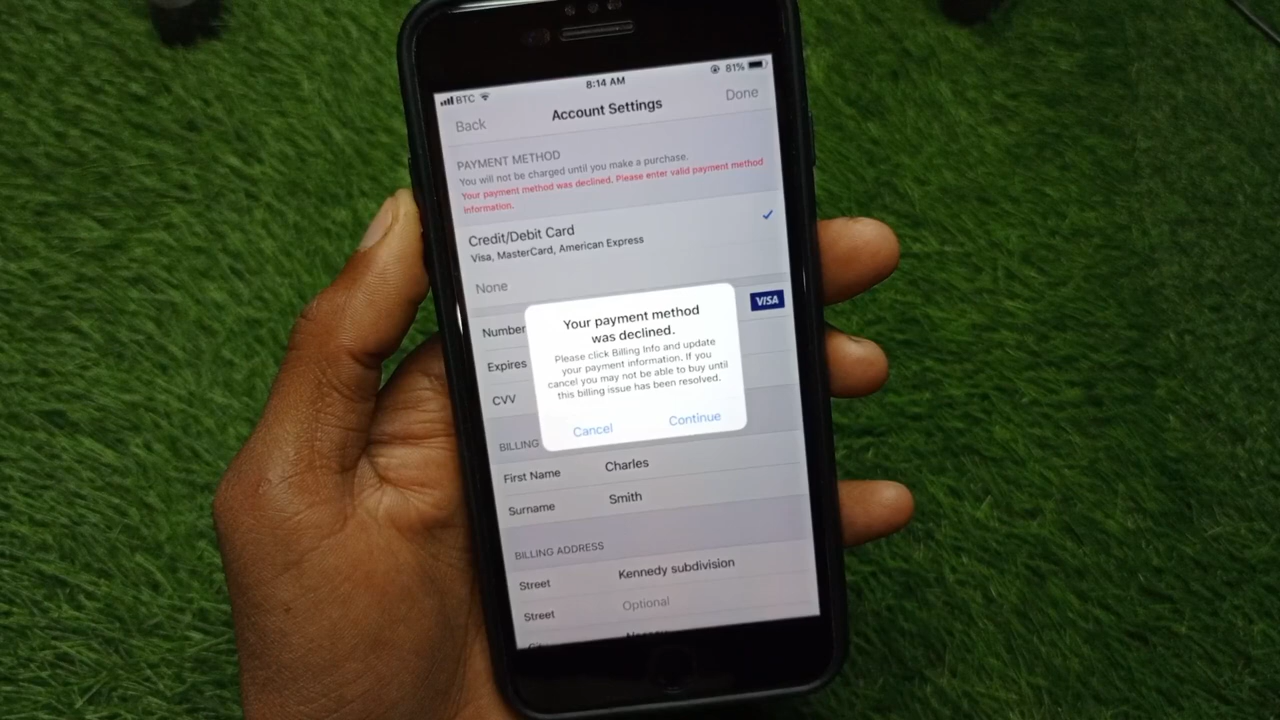 BTC 8:14 AM 81%
Back Account Settings Done
PAYMENT METHOD
You will not be charged until you make a purchase.
Your payment method was declined. Please enter valid payment method
information.
Credit/Debit Card
Visa, MasterCard, American Express
None
Number VISA
Expires
CVV
Your payment method
was declined.
Please click Billing Info and update
your payment information. If you
cancel you may not be able to buy until
this billing issue has been resolved.
Cancel Continue
BILLING
First Name Charles
Surname Smith
BILLING ADDRESS
Street Kennedy subdivision
Street Optional